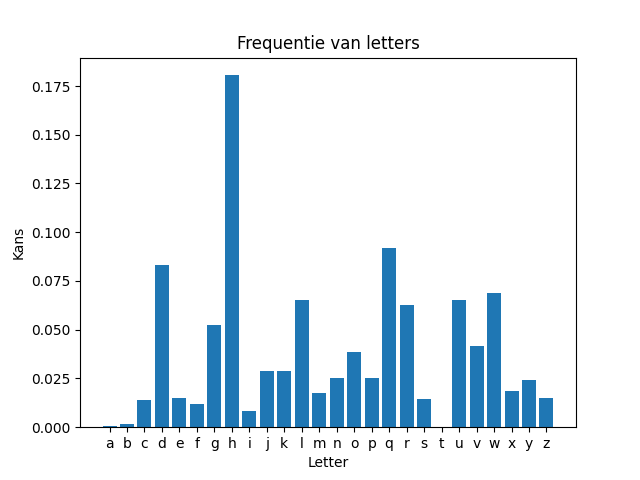 Frequentie van letters
Kans
0.175
0.150
0.125
0.100
0.075
0.050
0.025
0.000
a b c d e f g h i j k l m n o p q r s t u v w x y z
Letter